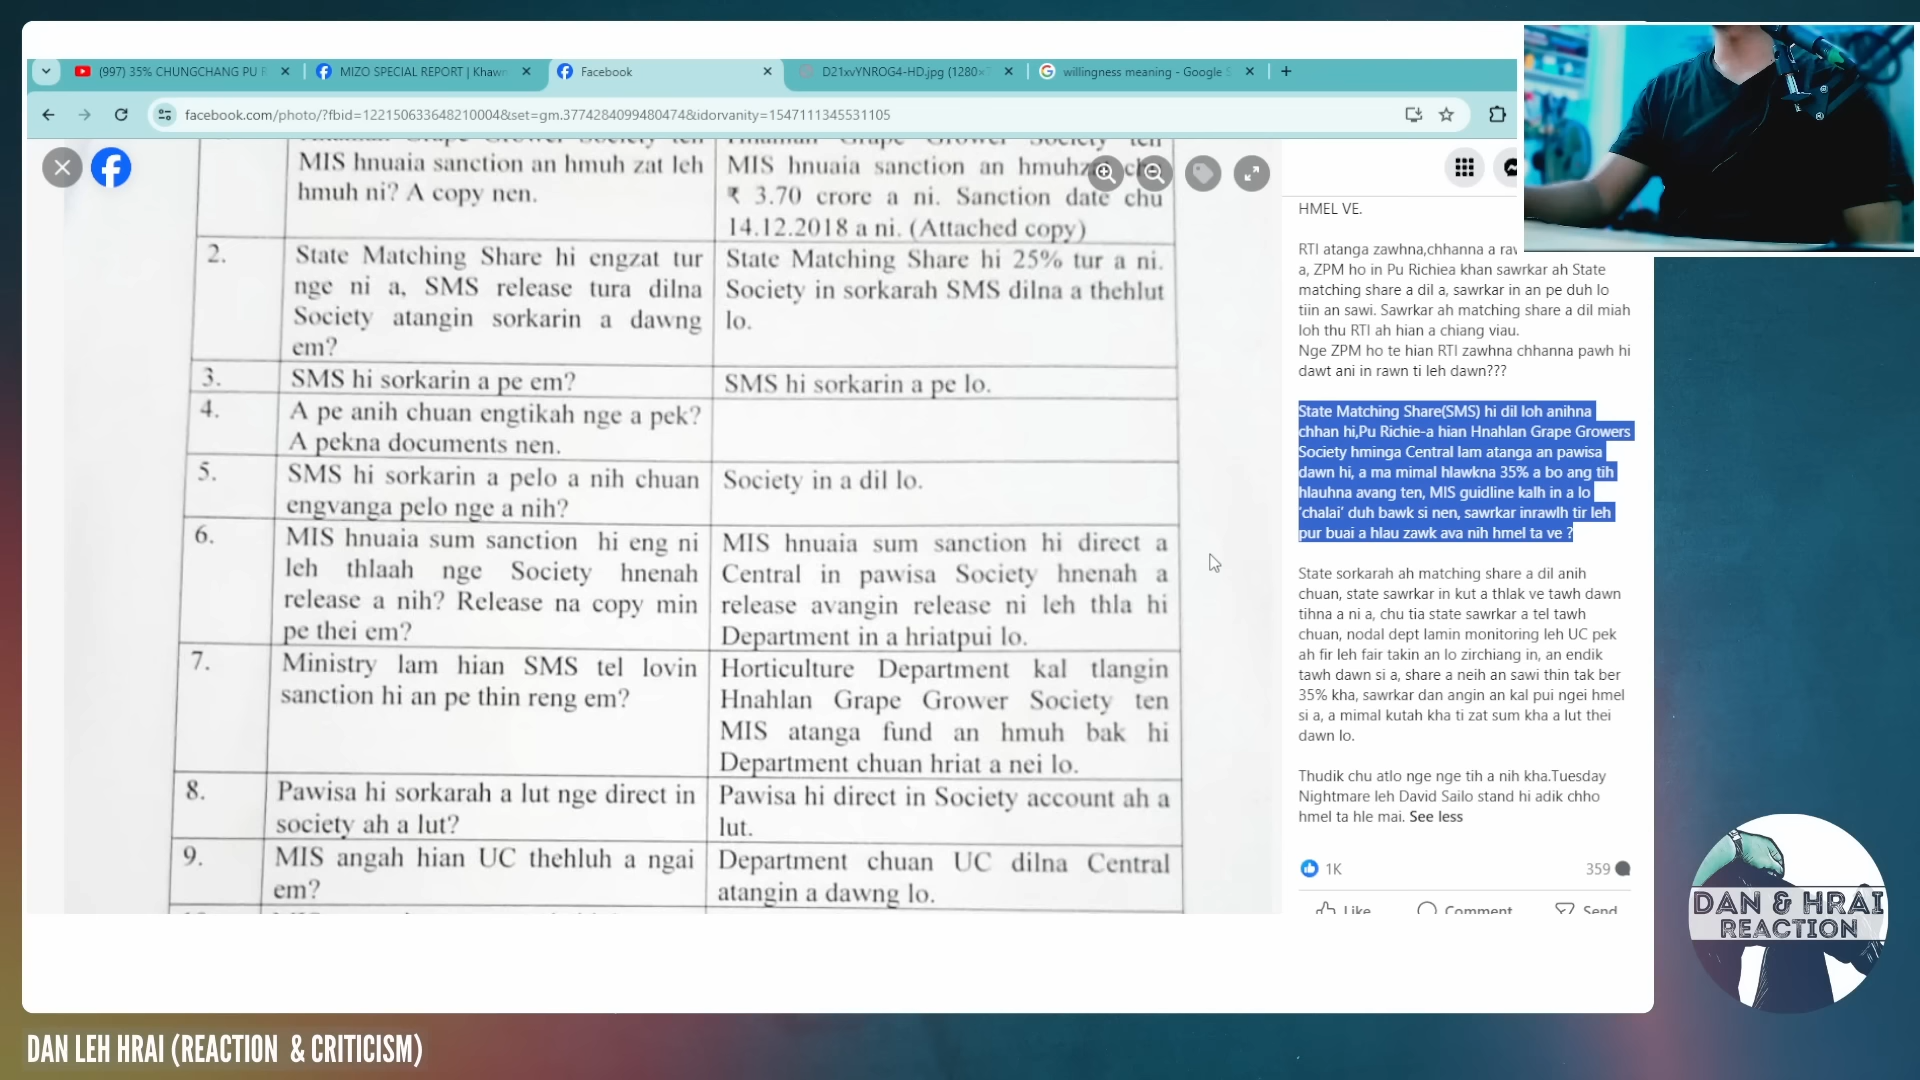 (997) 35% CHUNGCHANG PU
MIZO SPECIAL REPORT | Khawn
Facebook
D21xvYNROG4-HD.jpg (1280×
willingness meaning - Google S
facebook.com/photo/?fbid=122150633648210004&set=gm.3774284099480474&idorvanity=1547111345531105
MIS hnuaia sanction an hmuh zat leh
hmuh ni? A copy nen.
MIS hnuaia sanction an hmuhzat chu
₹ 3.70 crore a ni. Sanction date chu
14.12.2018 a ni. (Attached copy)
2.
State Matching Share hi engzat tur
nge ni a, SMS release tura dilna
Society atangin sorkarin a dawng
em?
State Matching Share hi 25% tur a ni.
Society in sorkarah SMS dilna a thehlut
lo.
3.
SMS hi sorkarin a pe em?
SMS hi sorkarin a pe lo.
4.
A pe anih chuan engtikah nge a pek?
A pekna documents nen.
5.
SMS hi sorkarin a pelo a nih chuan
engvanga pelo nge a nih?
Society in a dil lo.
6.
MIS hnuaia sum sanction hi eng ni
leh thlaah nge Society hnenah
release a nih? Release na copy min
pe thei em?
MIS hnuaia sum sanction hi direct a
Central in pawisa Society hnenah a
release avangin release ni leh thla hi
Department in a hriatpui lo.
7.
Ministry lam hian SMS tel lovin
sanction hi an pe thin reng em?
Horticulture Department kal tlangin
Hnahlan Grape Grower Society ten
MIS atanga fund an hmuh bak hi
Department chuan hriat a nei lo.
8.
Pawisa hi sorkarah a lut nge direct in
society ah a lut?
Pawisa hi direct in Society account ah a
lut.
9.
MIS angah hian UC thehluh a ngai
em?
Department chuan UC dilna Central
atangin a dawng lo.
HMEL VE.
RTI atanga zawhna,chhanna a
a, ZPM ho in Pu Richiea khan sawrkar ah State
matching share a dil a, sawrkar in an pe duh lo
tiin an sawi. Sawrkar ah matching share a dil miah
loh thu RTI ah hian a chiang viau.
Nge ZPM ho te hian RTI zawhna chhanna pawh hi
dawt ani in rawn ti leh dawn???
State Matching Share(SMS) hi dil loh anihna
chhan hi,Pu Richie-a hian Hnahlan Grape Growers
Society hminga Central lam atanga an pawisa
dawn hi, a ma mimal hlawkna 35% a bo ang tih
hlauhna avang ten, MIS guidline kalh in a lo
'chalai' duh bawk si nen, sawrkar inrawlh tir leh
pur buai a hlau zawk ava nih hmel ta ve ?
State sorkarah ah matching share a dil anih
chuan, state sawrkar in kut a thlak ve tawh dawn
tihna a ni a, chu tia state sawrkar a tel tawh
chuan, nodal dept lamin monitoring leh UC pek
ah fir leh fair takin an lo zirchiang in, an endik
tawh dawn si a, share a neih an sawi thin tak ber
35% kha, sawrkar dan angin an kal pui ngei hmel
si a, a mimal kutah kha ti zat sum kha a lut thei
dawn lo.
Thudik chu atlo nge nge tih a nih kha.Tuesday
Nightmare leh David Sailo stand hi adik chho
hmel ta hle mai. See less
1K
359
Like
Comment
Send
DAN & HRAI
REACTION
DAN LEH HRAI (REACTION & CRITICISM)